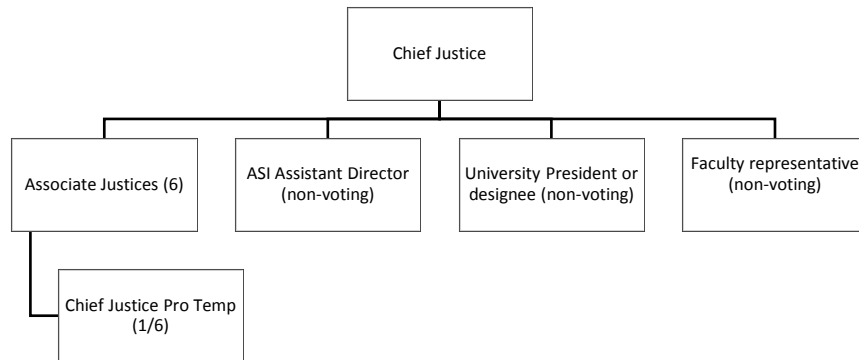 Chief Justice
Associate Justices (6)
ASI Assistant Director
(non-voting)
University President or
designee (non-voting)
Faculty representative
(non-voting)
Chief Justice Pro Temp
(1/6)